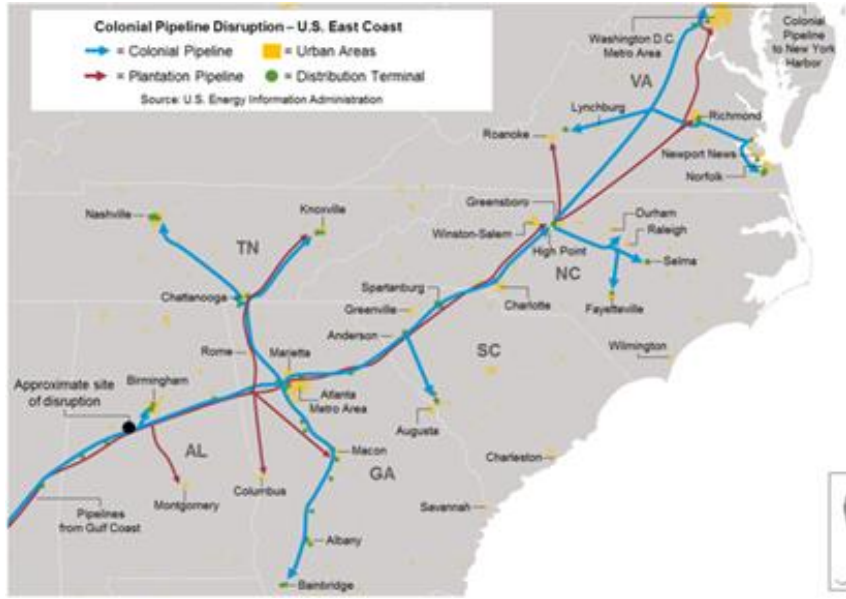 Colonial Pipeline Disruption – U.S. East Coast
= Colonial Pipeline
= Urban Areas
= Plantation Pipeline
= Distribution Terminal
Source: U.S. Energy Information Administration
Washington D.C.
Metro Area
Colonial
Pipeline
to New York
Harbor
VA
Lynchburg
Richmond
Roanoke
Newport News
Norfolk
Greensboro
Nashville
Knoxville
Durham
Winston-Salem
Raleigh
TN
High Point
Selma
NC
Chattanooga
Spartanburg
Fayetteville
Greenville
Charlotte
Anderson
Rome
Marietta
SC
Wilmington
Approximate site
of disruption
Birmingham
Atlanta
Metro Area
Augusta
AL
Macon
Charleston
GA
Columbus
Montgomery
Savannah
Pipelines
from Gulf Coast
Albany
Bainbridge